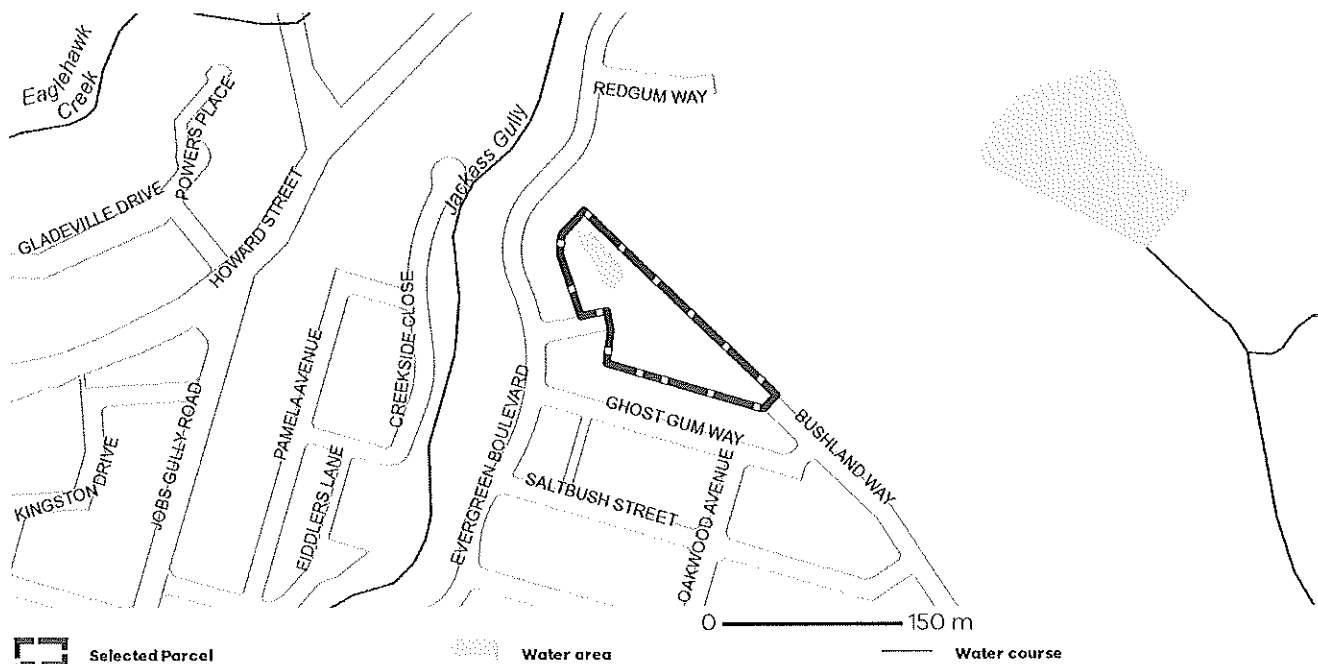 Eaglehawk
Creek
POWERS PLACE
GLADEVILLE DRIVE
HOWARD STREET
Jackass Gully
REDGUM WAY
CREEKSIDE CLOSE
PAMELA AVENUE
JOBS GULLY ROAD
KINGSTON DRIVE
EIDDLERS LANE
EVERGREEN BOULEVARD
GHOST GUM WAY
SALTBUSH STREET
OAKWOOD AVENUE
BUSHLAND WAY
0 150 m
Selected Parcel Water area Water course